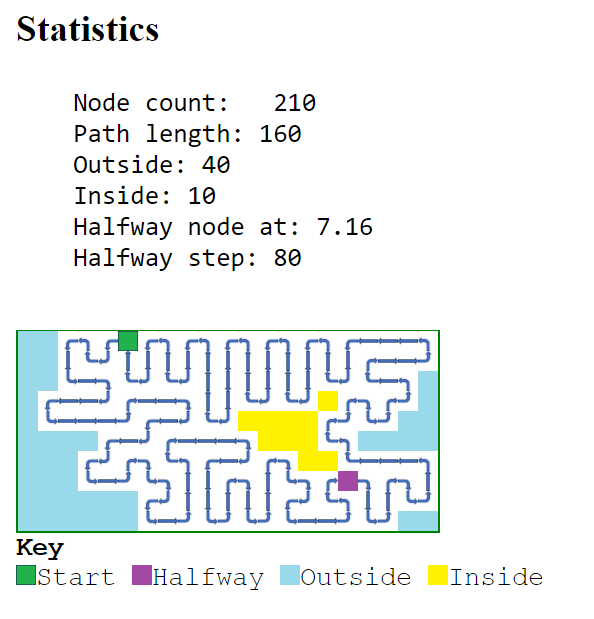 Statistics
Node count: 210
Path length: 160
Outside: 40
Inside: 10
Halfway node at: 7.16
Halfway step: 80
Key
Start Halfway Outside Inside